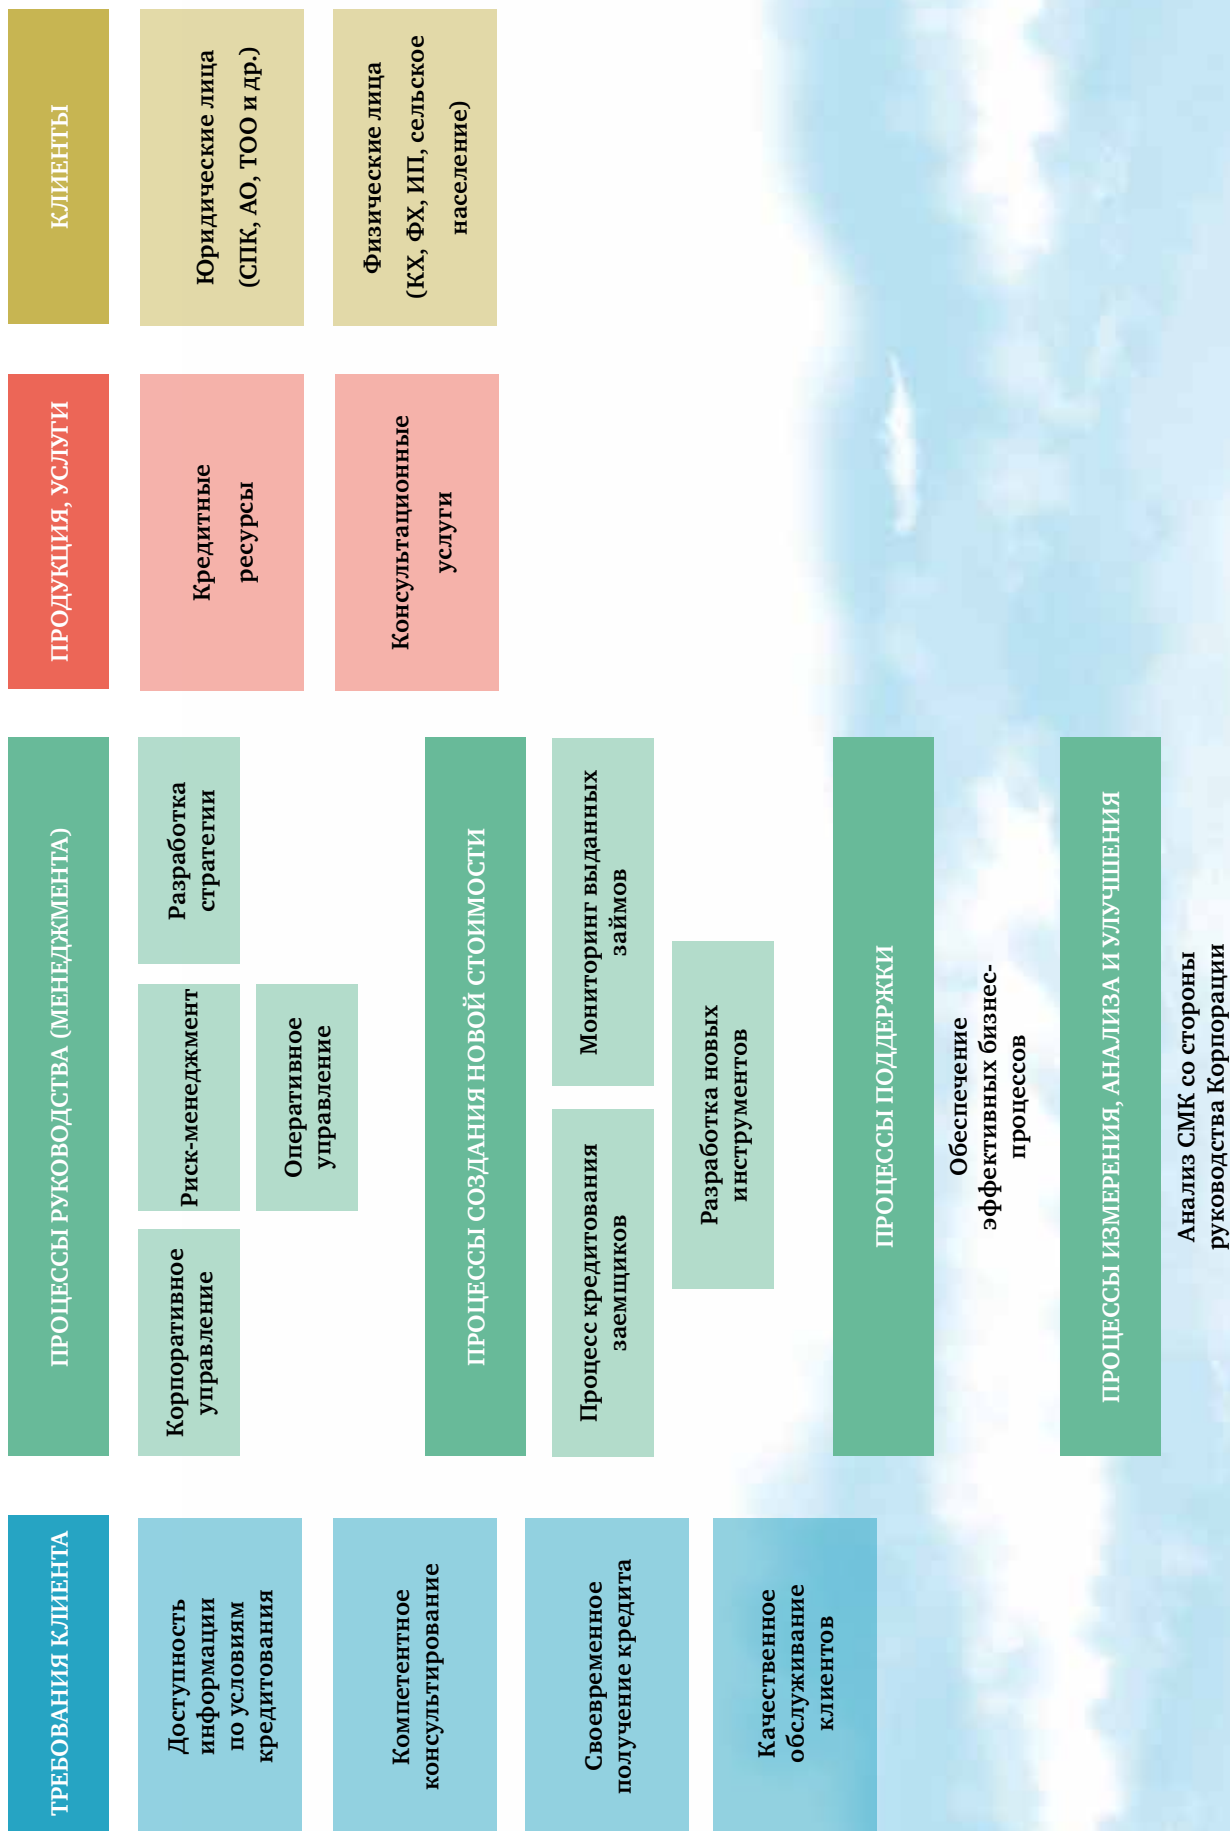 ТРЕБОВАНИЯ КЛИЕНТА
Доступность
информации
по условиям
кредитования
Компетентное
консультирование
Своевременное
получение кредита
Качественное
обслуживание
клиентов
ПРОЦЕССЫ РУКОВОДСТВА (МЕНЕДЖМЕНТА)
Корпоративное
управление
Риск-менеджмент
Разработка
стратегии
Оперативное
управление
ПРОЦЕССЫ СОЗДАНИЯ НОВОЙ СТОИМОСТИ
Процесс кредитования
заемщиков
Мониторинг выданных
займов
Разработка новых
инструментов
ПРОЦЕССЫ ПОДДЕРЖКИ
Обеспечение
эффективных бизнес-
процессов
ПРОЦЕССЫ ИЗМЕРЕНИЯ, АНАЛИЗА И УЛУЧШЕНИЯ
Анализ СМК со стороны
руководства Корпорации
ПРОДУКЦИЯ, УСЛУГИ
Кредитные
ресурсы
Консультационные
услуги
КЛИЕНТЫ
Юридические лица
(СПК, АО, ТОО и др.)
Физические лица
(КХ, ФХ, ИП, сельское
население)